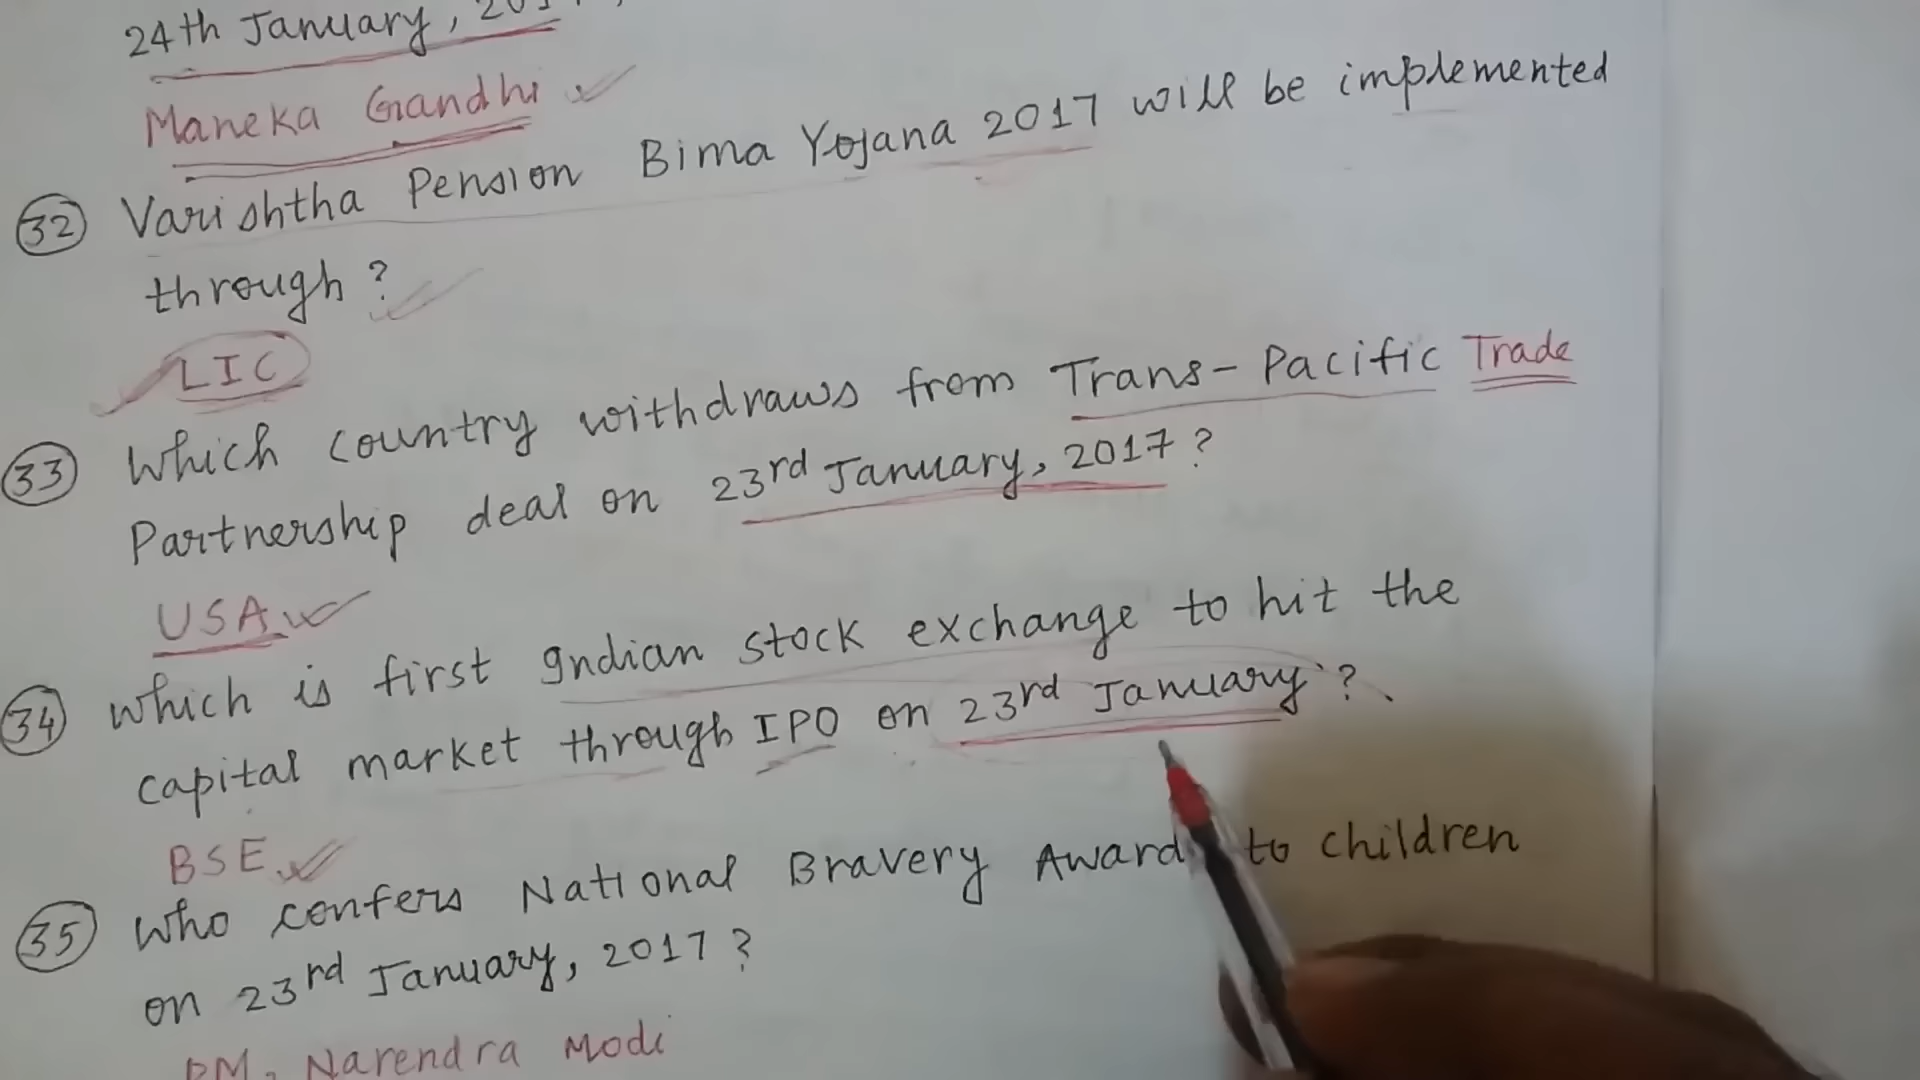 24th January,
Maneka Gandhi
32 Varishtha Pension Bima Yojana 2017 will be implemented
through?
LIC
33 Which country withdraws from Trans-Pacific Trade
Partnership deal on 23rd January, 2017?
USA
34 Which is first Indian stock exchange to hit the
capital market through IPO on 23rd January?
BSE
35 Who confers National Bravery Award to children
on 23rd January, 2017?
PM. Narendra Modi